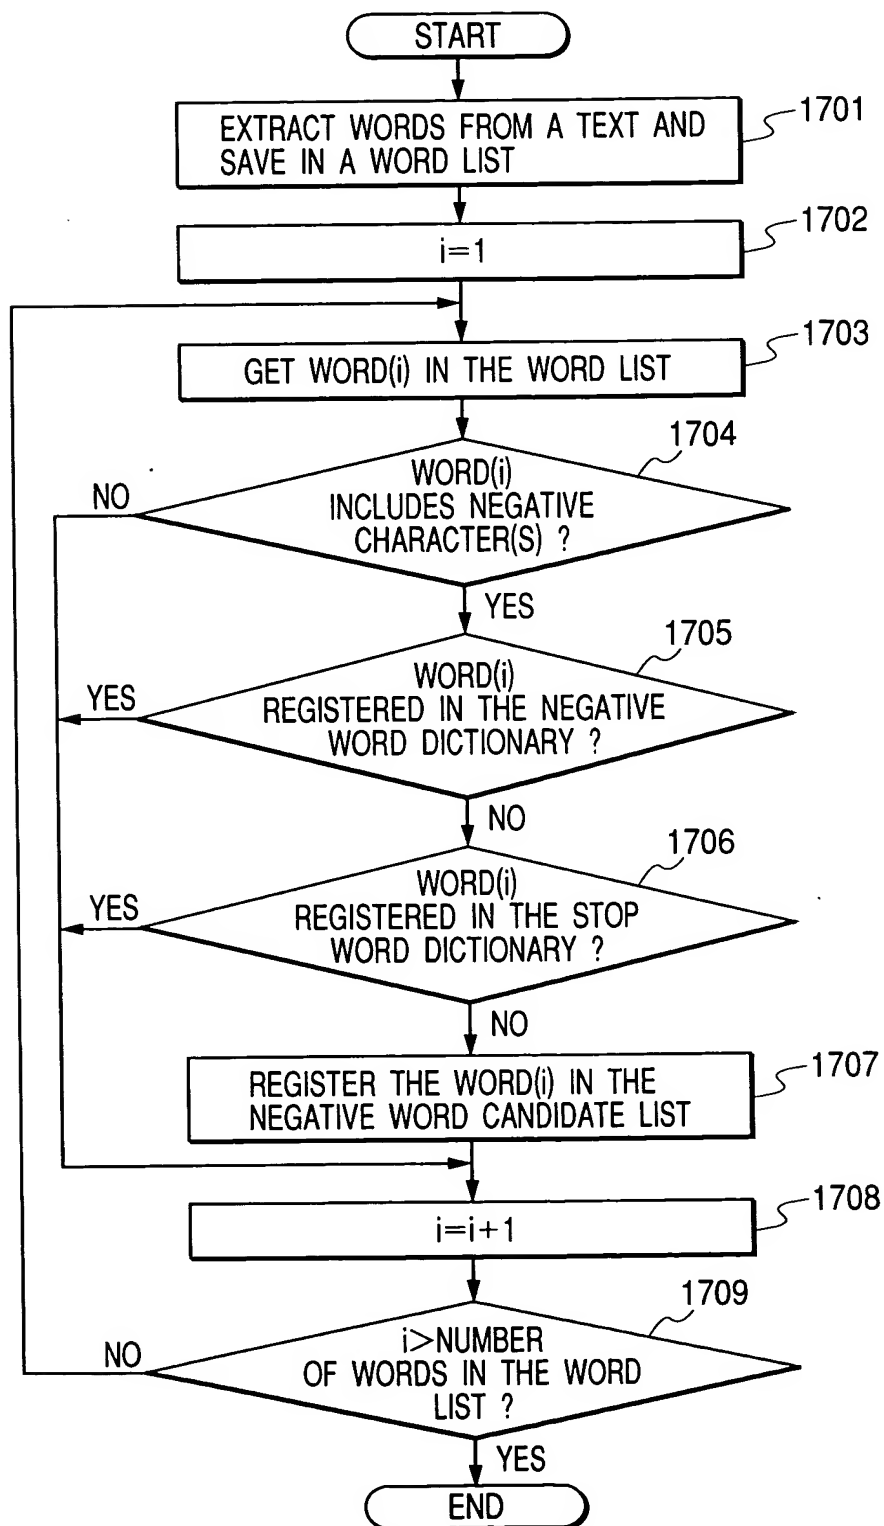 START
EXTRACT WORDS FROM A TEXT AND
SAVE IN A WORD LIST
1701
i=1
1702
GET WORD(i) IN THE WORD LIST
1703
1704
WORD(i)
INCLUDES NEGATIVE
CHARACTER(S) ?
NO
YES
1705
WORD(i)
REGISTERED IN THE NEGATIVE
WORD DICTIONARY ?
YES
NO
1706
WORD(i)
REGISTERED IN THE STOP
WORD DICTIONARY ?
YES
NO
REGISTER THE WORD(i) IN THE
NEGATIVE WORD CANDIDATE LIST
1707
i=i+1
1708
1709
i>NUMBER
OF WORDS IN THE WORD
LIST ?
NO
YES
END